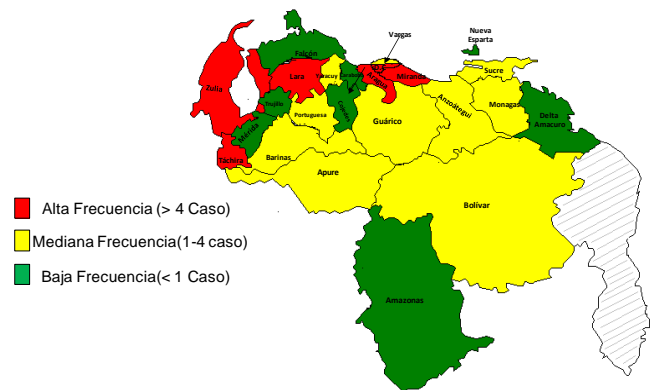 Vargas
Nueva
Esparta
Falcón
Sucre
Zulia
Lara
Yaracuy
Carabobo
Aragua
Miranda
Trujillo
Cojedes
Anzoátegui
Monagas
Delta
Amacuro
Mérida
Portuguesa
Guárico
Táchira
Barinas
Apure
Bolívar
Amazonas
Alta Frecuencia (> 4 Caso)
Mediana Frecuencia(1-4 caso)
Baja Frecuencia(< 1 Caso)